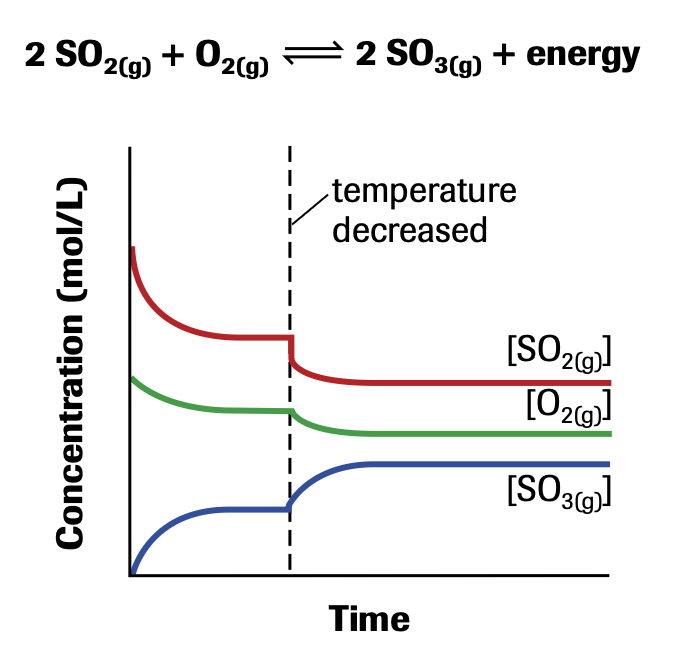 2 SO₂(g) + O₂(g) ⇌ 2 SO₃(g) + energy
temperature
decreased
Concentration (mol/L)
[SO₂(g)]
[O₂(g)]
[SO₃(g)]
Time